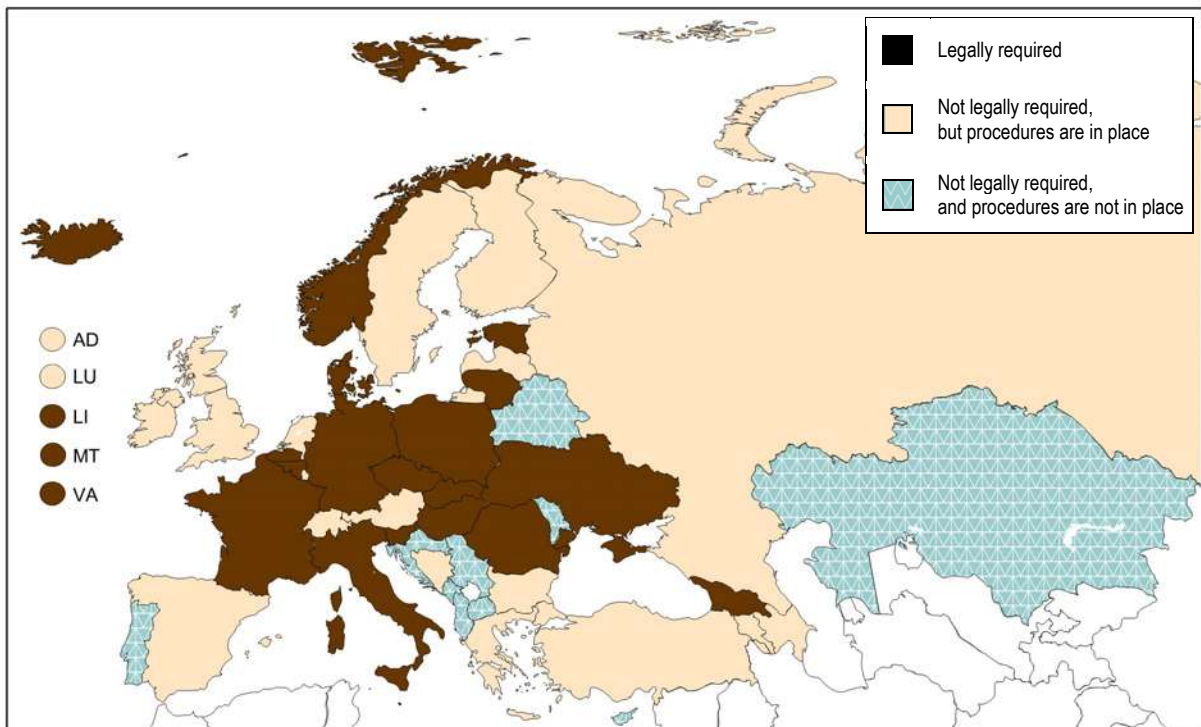 Legally required
Not legally required,
but procedures are in place
Not legally required,
and procedures are not in place
AD
LU
LI
MT
VA